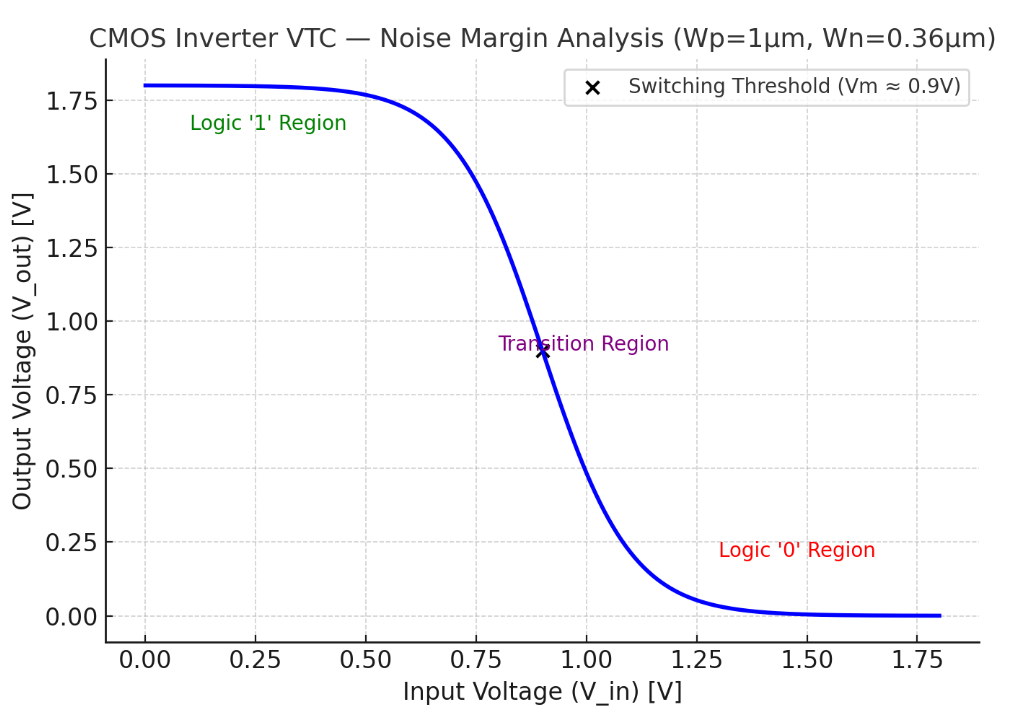 CMOS Inverter VTC — Noise Margin Analysis (Wp=1μm, Wn=0.36μm)
Switching Threshold (Vm ≈ 0.9V)
Logic '1' Region
Transition Region
Logic '0' Region
Output Voltage (V_out) [V]
1.75
1.50
1.25
1.00
0.75
0.50
0.25
0.00
0.00 0.25 0.50 0.75 1.00 1.25 1.50 1.75
Input Voltage (V_in) [V]